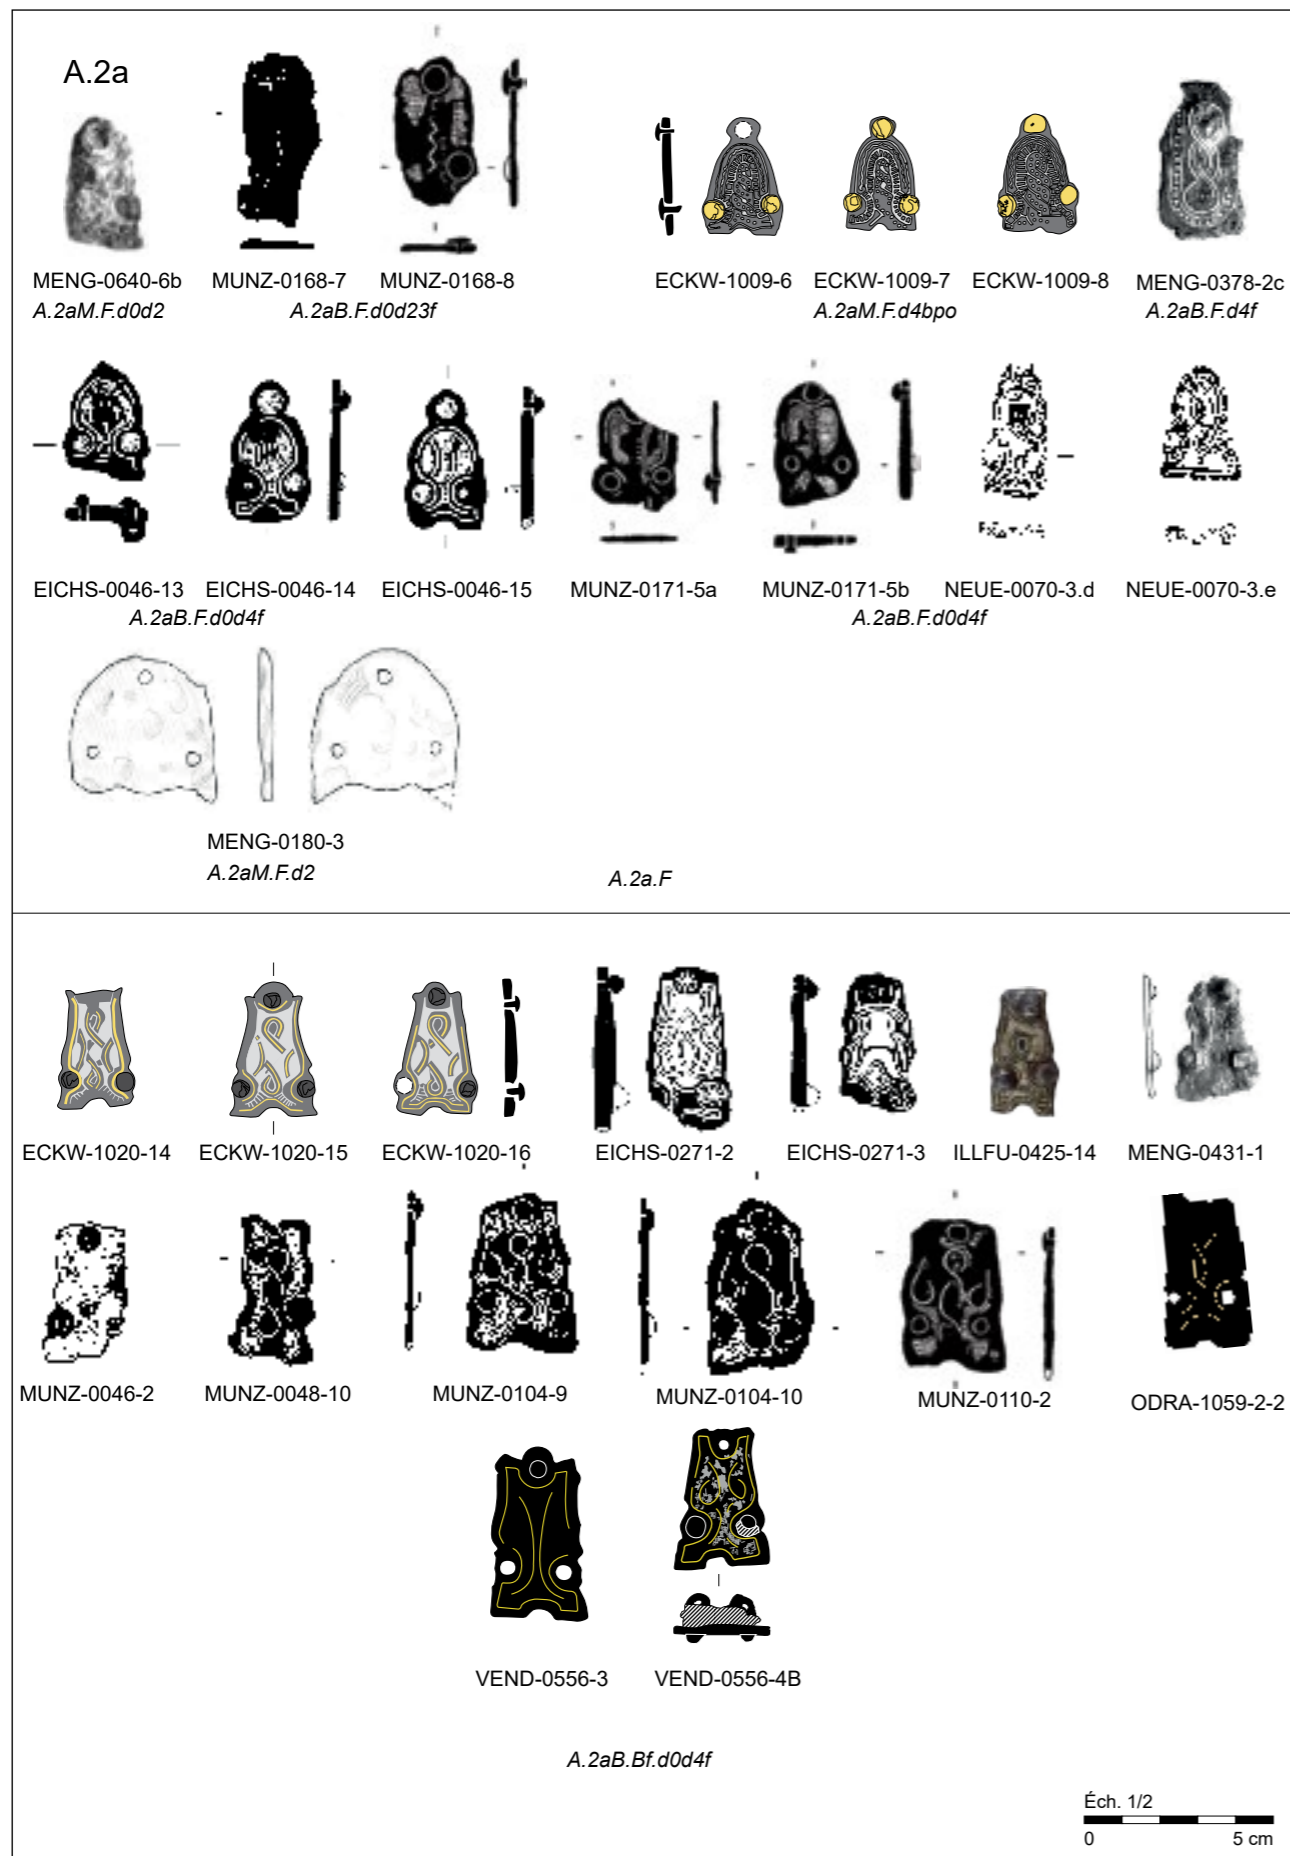 A.2a
MENG-0640-6b MUNZ-0168-7 MUNZ-0168-8 ECKW-1009-6 ECKW-1009-7 ECKW-1009-8 MENG-0378-2c
A.2aM.F.d0d2 A.2aB.F.d0d23f A.2aM.F.d4bpo A.2aB.F.d4f
EICHS-0046-13 EICHS-0046-14 EICHS-0046-15 MUNZ-0171-5a MUNZ-0171-5b NEUE-0070-3.d NEUE-0070-3.e
A.2aB.F.d0d4f A.2aB.F.d0d4f
MENG-0180-3
A.2aM.F.d2
A.2a.F
ECKW-1020-14 ECKW-1020-15 ECKW-1020-16 EICHS-0271-2 EICHS-0271-3 ILLFU-0425-14 MENG-0431-1
MUNZ-0046-2 MUNZ-0048-10 MUNZ-0104-9 MUNZ-0104-10 MUNZ-0110-2 ODRA-1059-2-2
VEND-0556-3 VEND-0556-4B
A.2aB.Bf.d0d4f
Éch. 1/2
0 5 cm